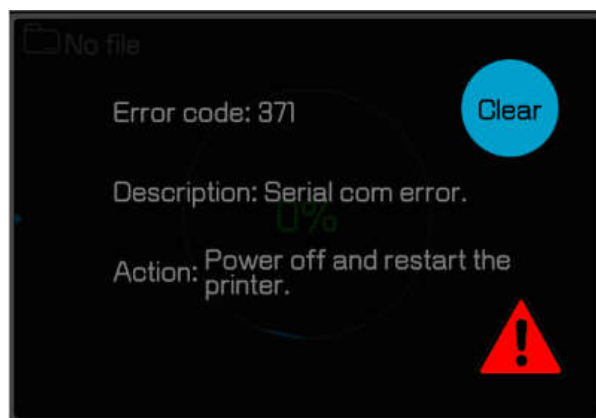 No file
Error code: 371
Clear
Description: Serial com error.
0%
Action: Power off and restart the
printer.